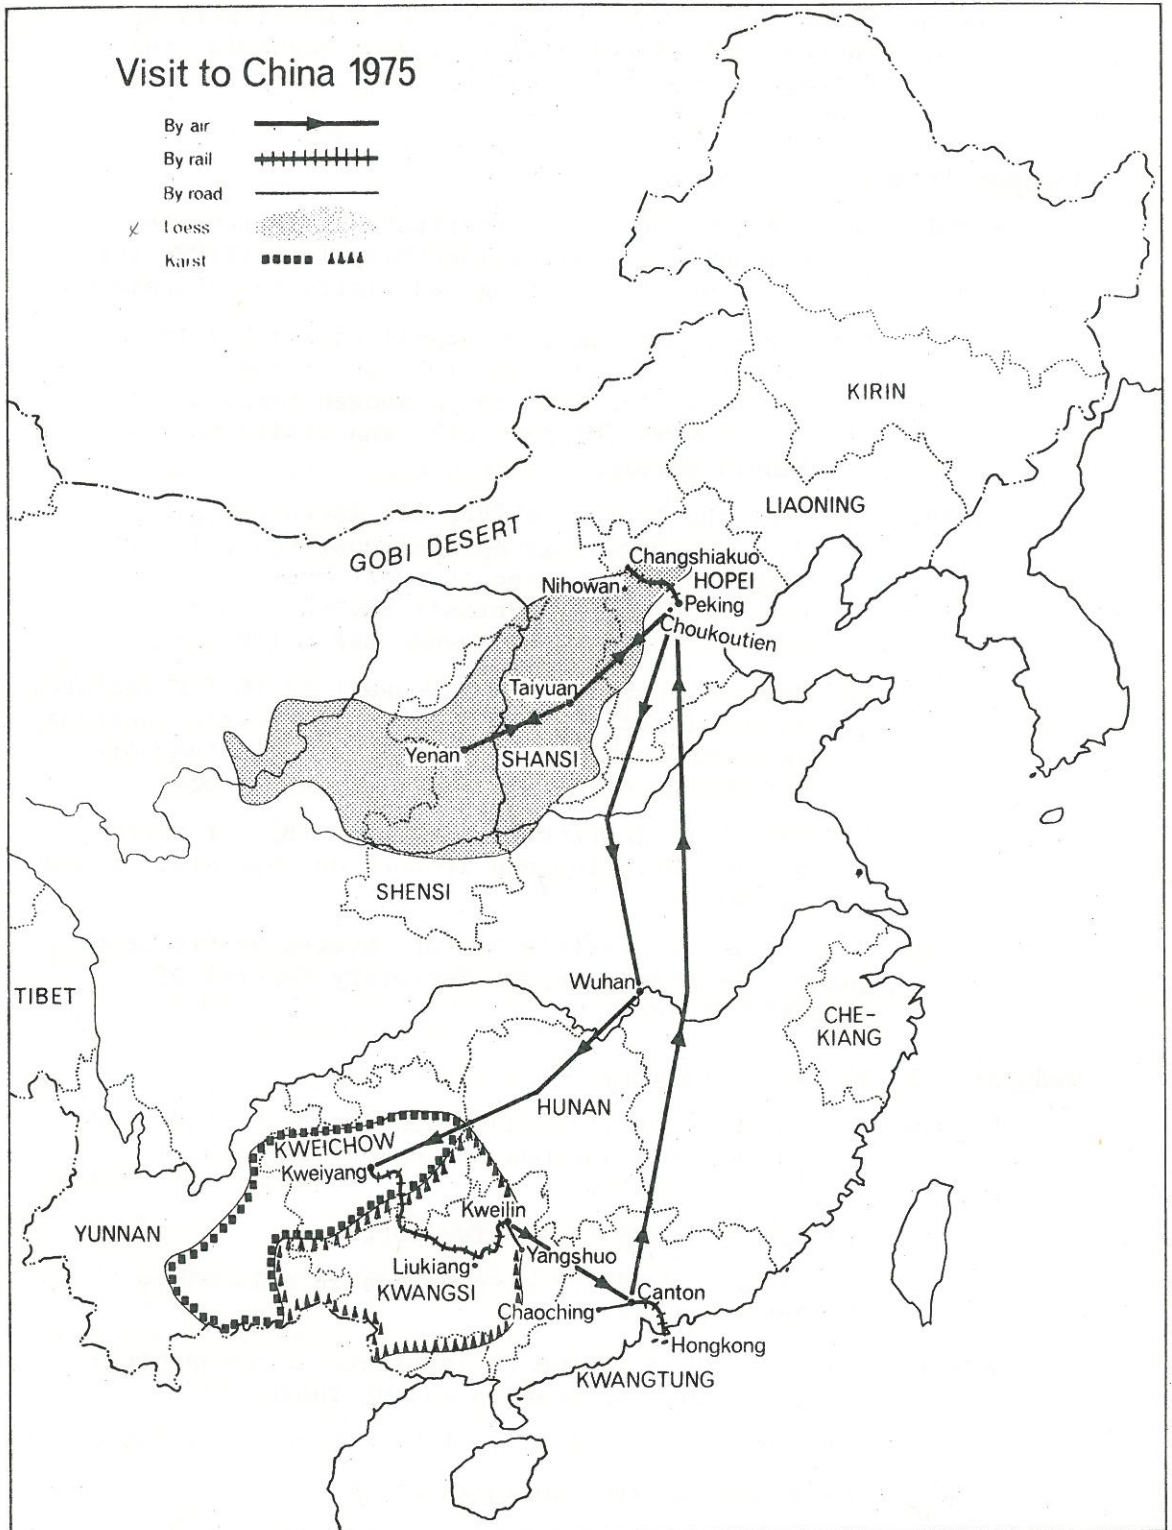 Visit to China 1975
By air
By rail
By road
x Loess
Karst
KIRIN
LIAONING
GOBI DESERT
Changshiakuo
HOPEI
Nihowan
Peking
Choukoutien
Taiyuan
Yenan
SHANSI
SHENSI
TIBET
Wuhan
CHE-
KIANG
HUNAN
KWEICHOW
Kweiyang
YUNNAN
Kweilin
Yangshuo
Liukiang
KWANGSI
Canton
Chaoching
Hongkong
KWANGTUNG